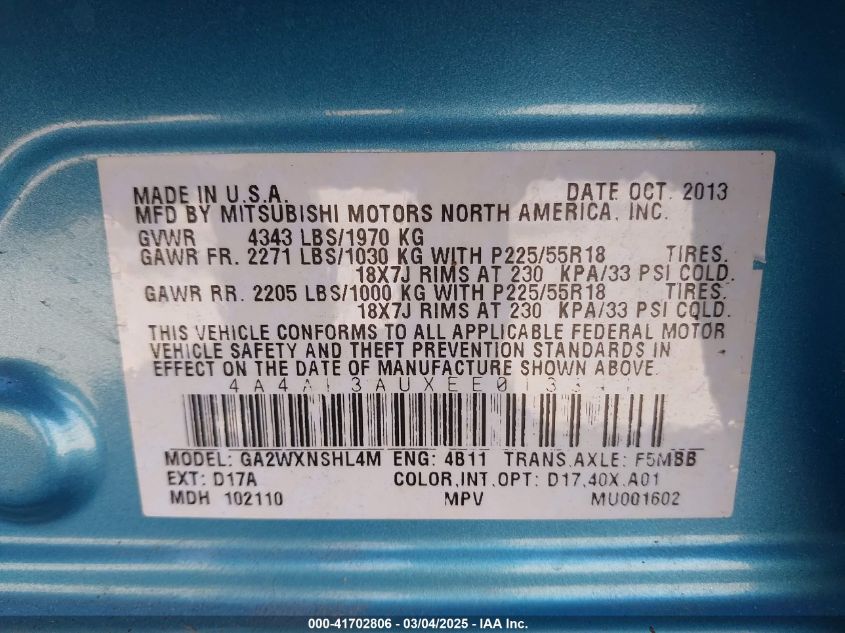 MADE IN U.S.A. DATE OCT. 2013
MFD BY MITSUBISHI MOTORS NORTH AMERICA, INC.
GVWR 4343 LBS/1970 KG
GAWR FR. 2271 LBS/1030 KG WITH P225/55R18 TIRES.
18X7J RIMS AT 230 KPA/33 PSI COLD.
GAWR RR. 2205 LBS/1000 KG WITH P225/55R18 TIRES.
18X7J RIMS AT 230 KPA/33 PSI COLD.
THIS VEHICLE CONFORMS TO ALL APPLICABLE FEDERAL MOTOR
VEHICLE SAFETY AND THEFT PREVENTION STANDARDS IN
EFFECT ON THE DATE OF MANUFACTURE SHOWN ABOVE.
MODEL: GA2WXNSHL4M ENG: 4B11 TRANS.AXLE: F5MBB
EXT: D17A COLOR,INT.OPT: D17,40X,A01
MDH 102110 MPV MU001602
000-41702806 - 03/04/2025 - IAA Inc.